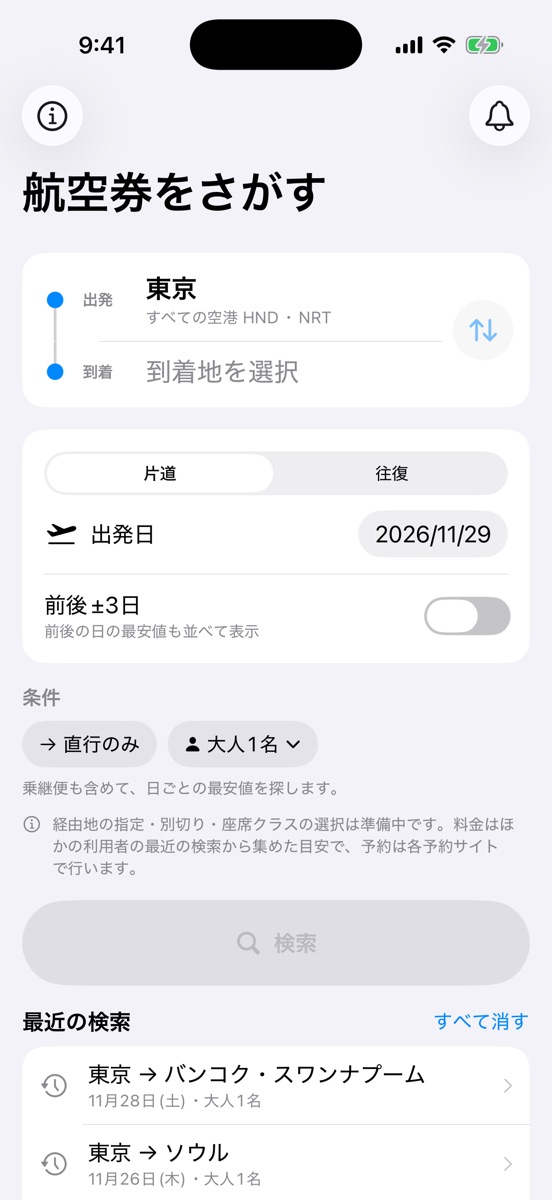 9:41
航空券をさがす
出発
東京
すべての空港 HND・NRT
到着
到着地を選択
片道
往復
出発日
2026/11/29
前後±3日
前後の日の最安値も並べて表示
条件
→ 直行のみ
大人1名
乗継便も含めて、日ごとの最安値を探します。
経由地の指定・別切り・座席クラスの選択は準備中です。料金はほ
かの利用者の最近の検索から集めた目安で、予約は各予約サイト
で行います。
検索
最近の検索
すべて消す
東京 → バンコク・スワンナプーム
11月28日(土)・大人1名
東京 → ソウル
11月26日(木)・大人1名